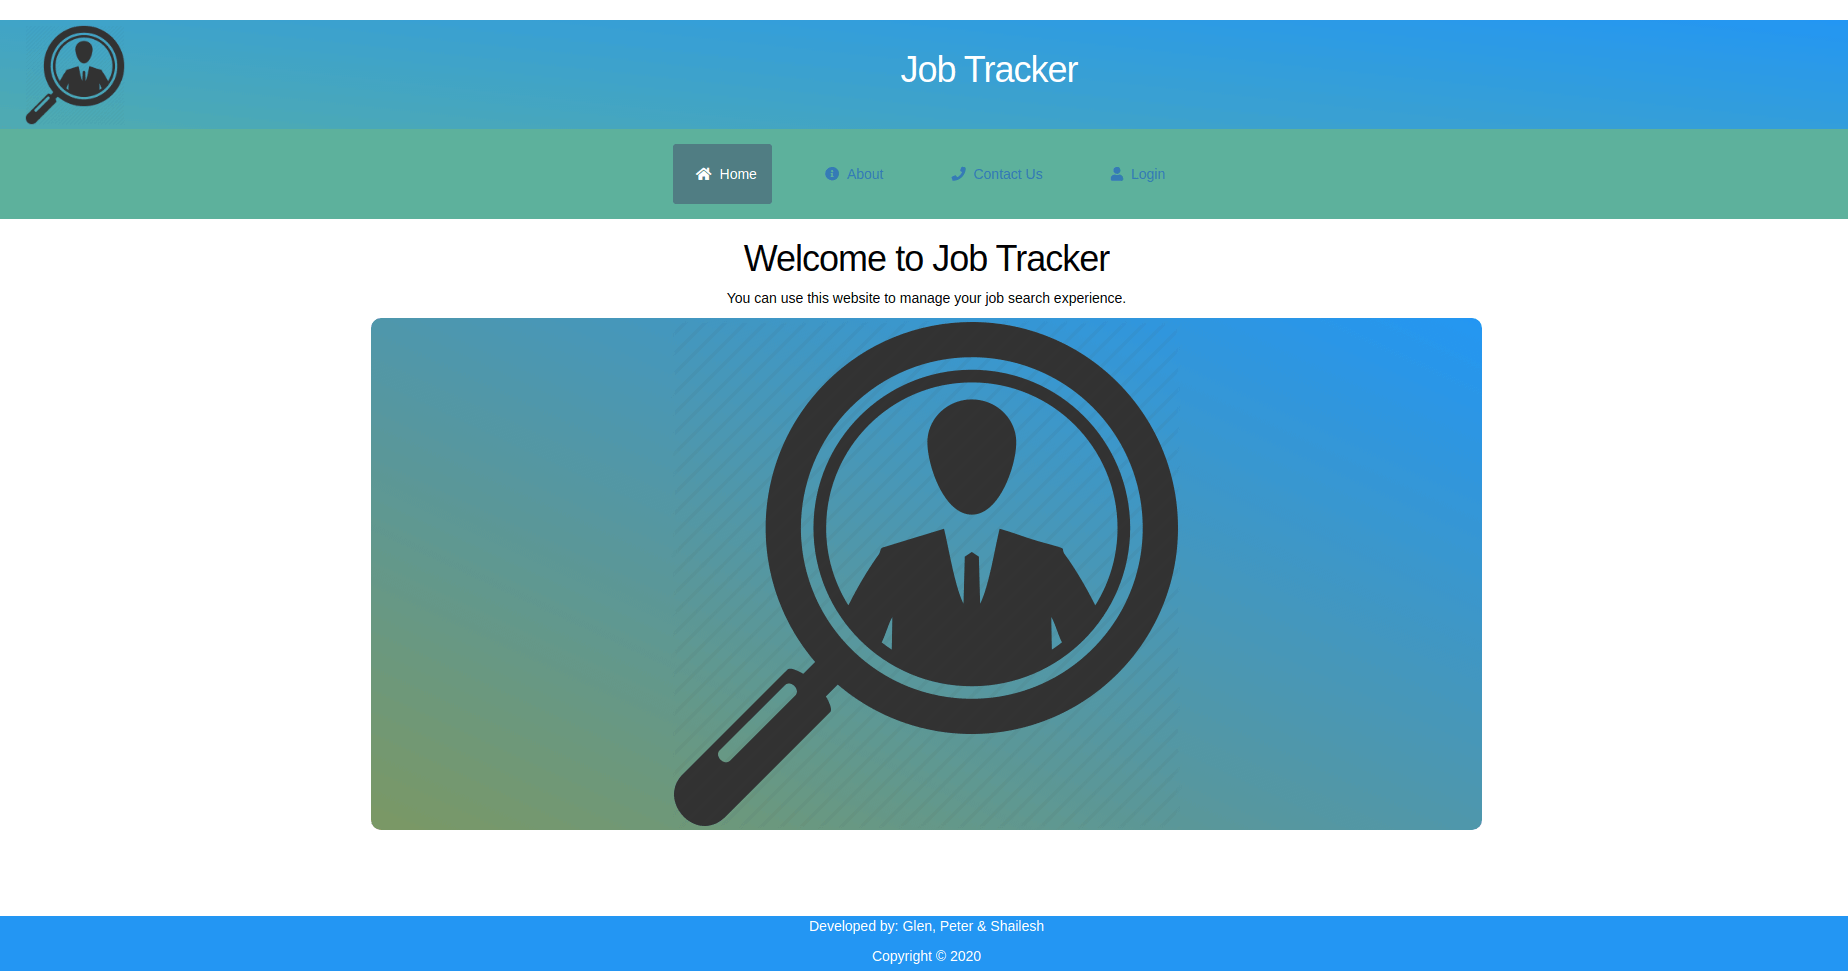 Job Tracker
Home About Contact Us Login
Welcome to Job Tracker
You can use this website to manage your job search experience.
Developed by: Glen, Peter & Shailesh
Copyright © 2020